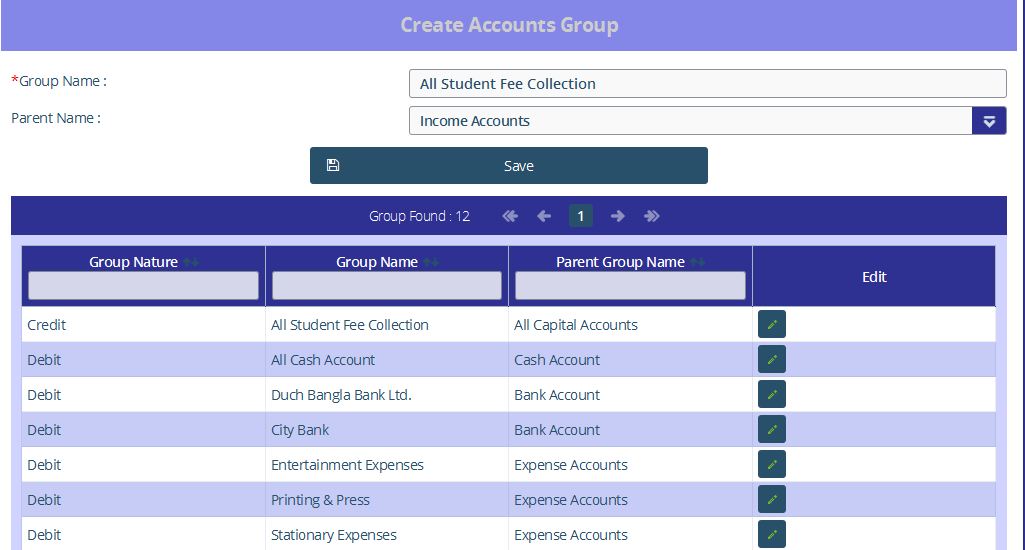 Create Accounts Group
*Group Name :
All Student Fee Collection
Parent Name :
Income Accounts
Save
Group Found : 12 1
Group Nature Group Name Parent Group Name Edit
Credit All Student Fee Collection All Capital Accounts
Debit All Cash Account Cash Account
Debit Duch Bangla Bank Ltd. Bank Account
Debit City Bank Bank Account
Debit Entertainment Expenses Expense Accounts
Debit Printing & Press Expense Accounts
Debit Stationary Expenses Expense Accounts